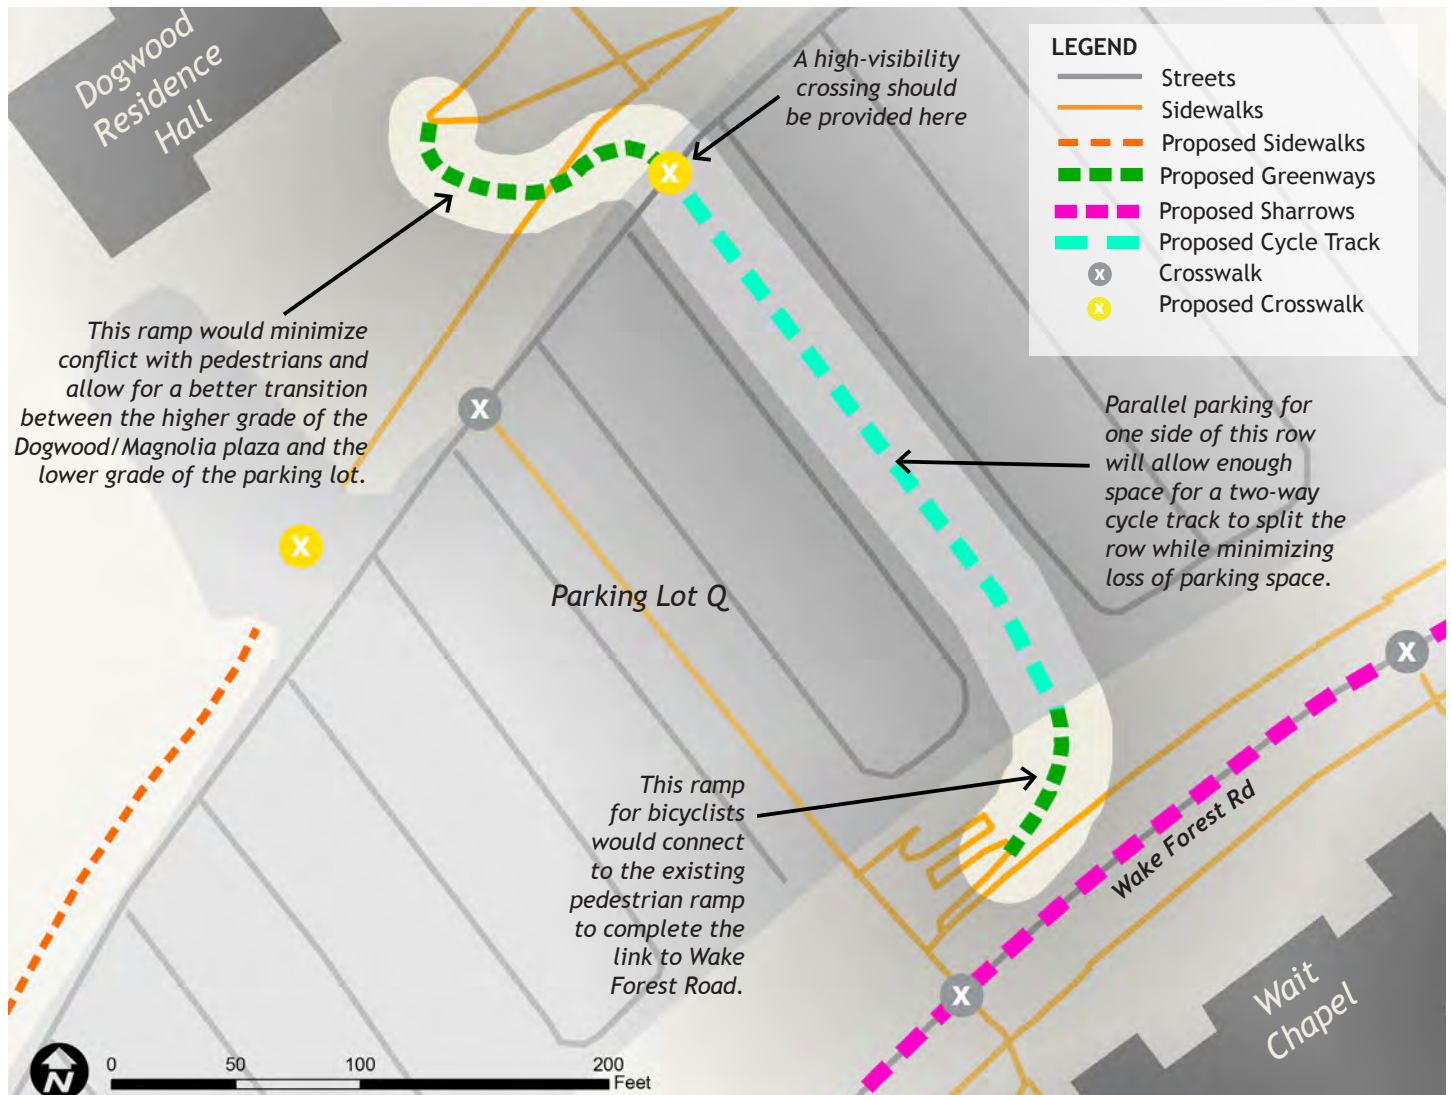 Dogwood
Residence
Hall
A high-visibility
crossing should
be provided here
LEGEND
Streets
Sidewalks
Proposed Sidewalks
Proposed Greenways
Proposed Sharrows
Proposed Cycle Track
X
Crosswalk
X
Proposed Crosswalk
X
This ramp would minimize
conflict with pedestrians and
allow for a better transition
between the higher grade of the
Dogwood/Magnolia plaza and the
lower grade of the parking lot.
X
Parallel parking for
one side of this row
will allow enough
space for a two-way
cycle track to split the
row while minimizing
loss of parking space.
X
Parking Lot Q
X
This ramp
for bicyclists
would connect
to the existing
pedestrian ramp
to complete the
link to Wake
Forest Road.
Wake Forest Rd
X
Wait
Chapel
N
0 50 100 200
Feet